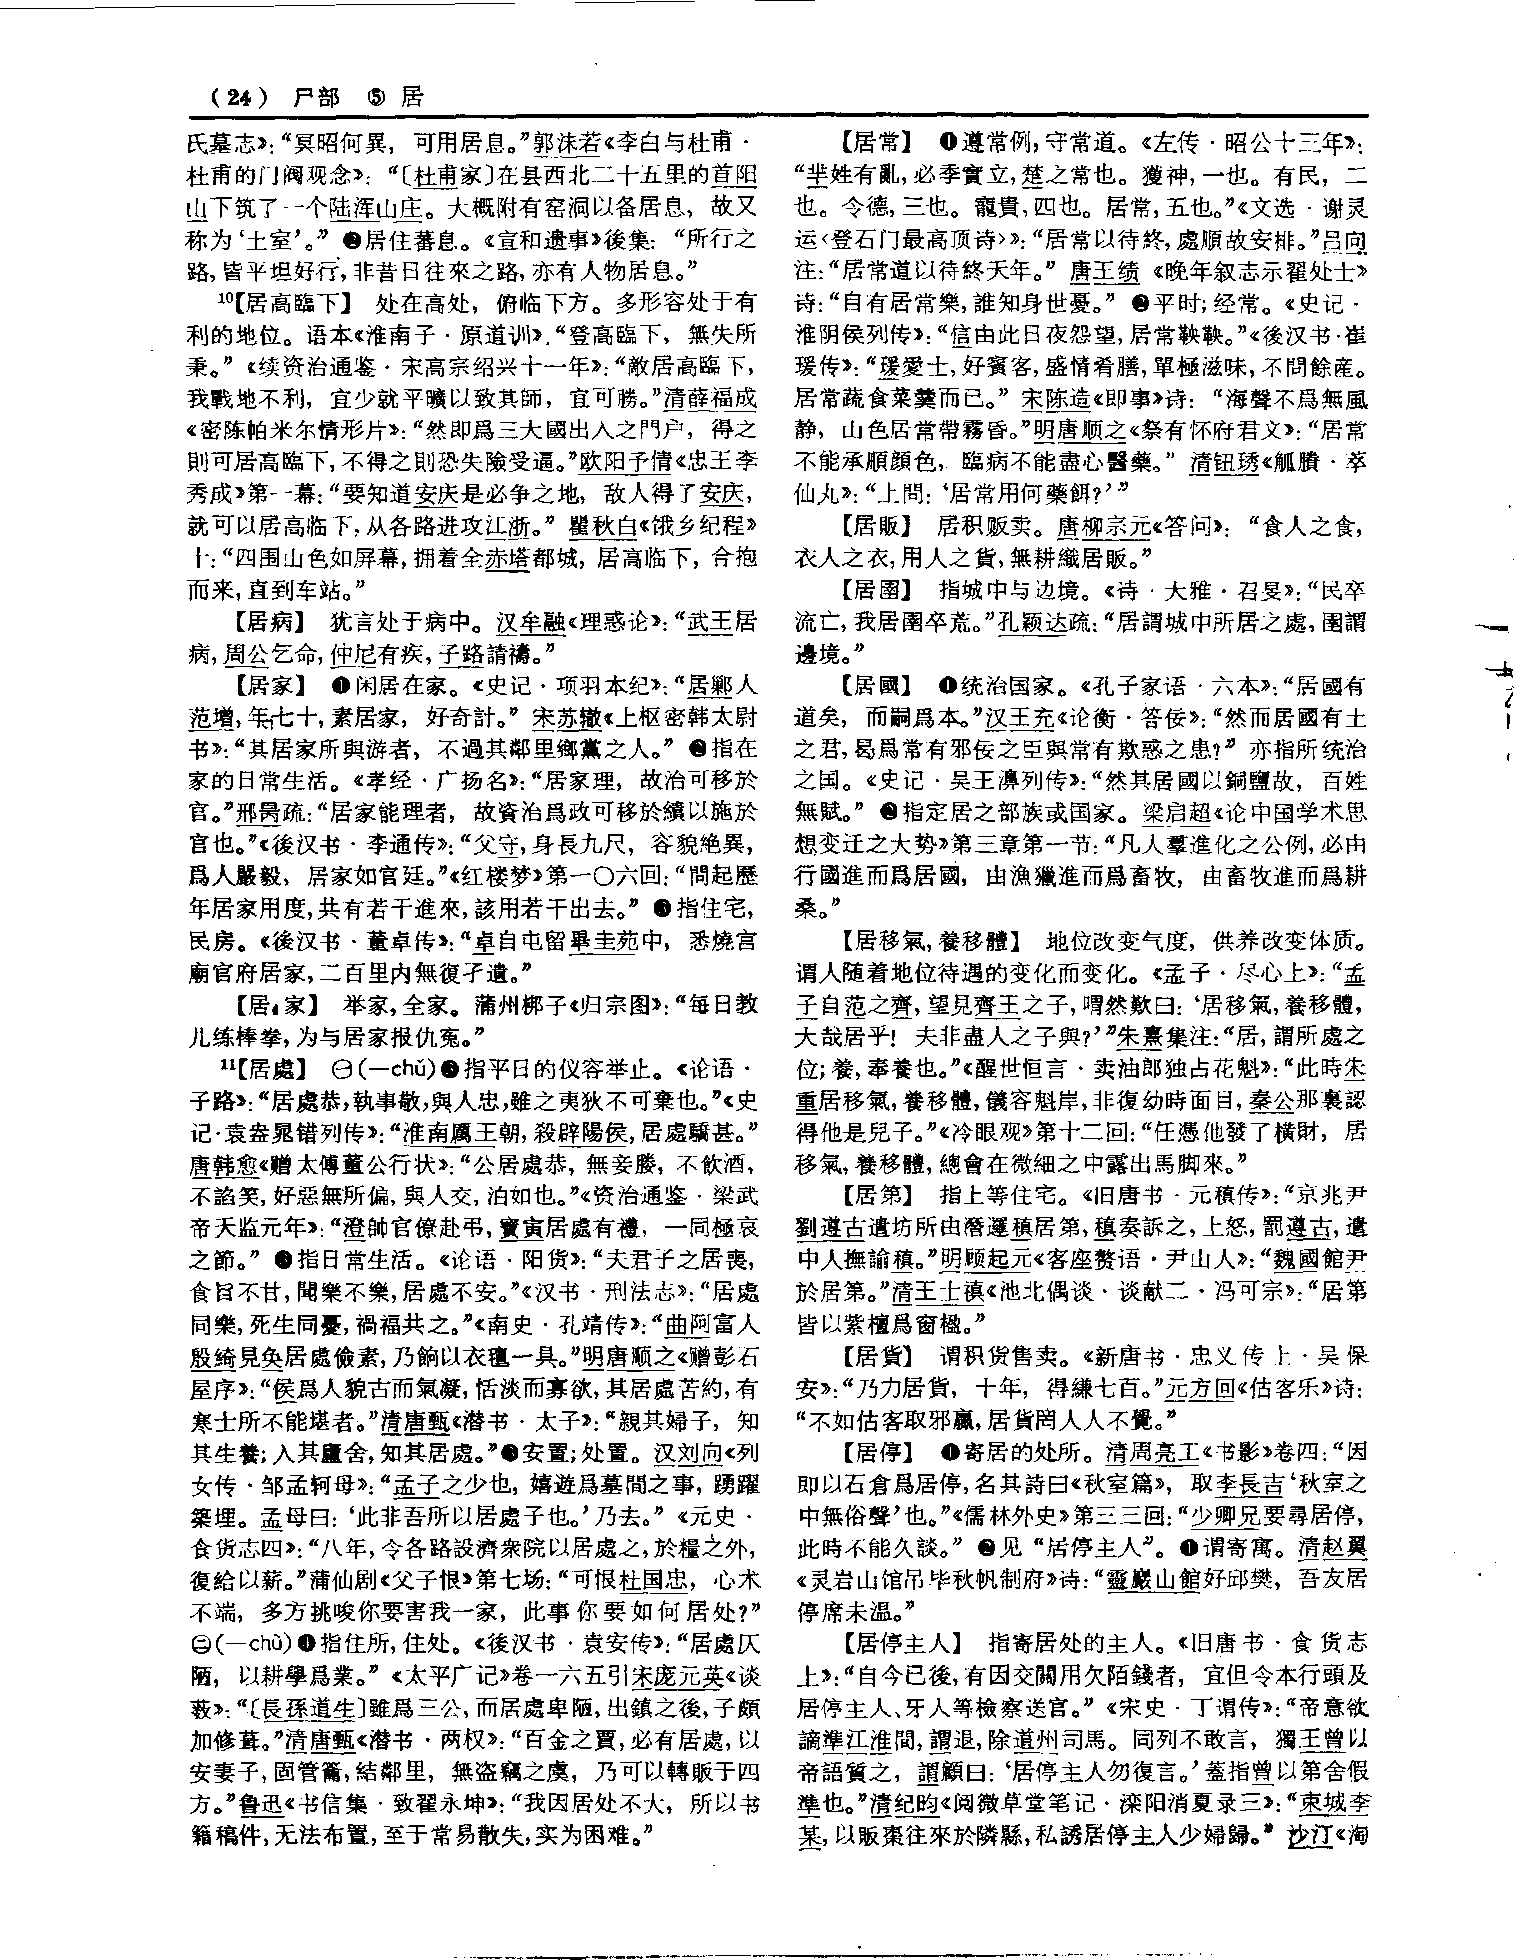 (24) 尸部 ⑤ 居
氏墓志》：“冥昭何異，可用居息。”郭沫若《李白与杜甫·
杜甫的门阀观念》：“〔杜甫家〕在县西北二十五里的首阳
山下筑了一个陆浑山庄。大概附有窑洞以备居息，故又
称为‘土室’。”❷居住蕃息。《宣和遗事》後集：“所行之
路，皆平坦好行，非昔日往來之路，亦有人物居息。”
10【居高臨下】 处在高处，俯临下方。多形容处于有
利的地位。语本《淮南子·原道训》：“登高臨下，無失所
秉。”《续资治通鉴·宋高宗绍兴十一年》：“敵居高臨下，
我戰地不利，宜少就平曠以致其師，宜可勝。”清薛福成
《密陈帕米尔情形片》：“然即爲三大國出入之門户，得之
則可居高臨下，不得之則恐失險受逼。”欧阳予倩《忠王李
秀成》第一幕：“要知道安庆是必争之地，敌人得了安庆，
就可以居高临下，从各路进攻江浙。”瞿秋白《饿乡纪程》
十：“四围山色如屏幕，拥着全赤塔都城，居高临下，合抱
而来，直到车站。”
【居病】 犹言处于病中。汉牟融《理惑论》：“武王居
病，周公乞命，仲尼有疾，子路請禱。”
【居家】 ❶闲居在家。《史记·项羽本纪》：“居鄛人
范增，年七十，素居家，好奇計。”宋苏辙《上枢密韩太尉
书》：“其居家所與游者，不過其鄰里鄉黨之人。”❷指在
家的日常生活。《孝经·广扬名》：“居家理，故治可移於
官。”邢昺疏：“居家能理者，故資治爲政可移於績以施於
官也。”《後汉书·李通传》：“父守，身長九尺，容貌绝異，
爲人嚴毅，居家如官廷。”《红楼梦》第一〇六回：“問起歷
年居家用度，共有若干進來，該用若干出去。”❸指住宅，
民房。《後汉书·董卓传》：“卓自屯留畢圭苑中，悉燒宫
廟官府居家，二百里内無復孑遺。”
【居家】 举家，全家。蒲州梆子《归宗图》：“每日教
儿练棒拳，为与居家报仇冤。”
11【居處】 ㊀(—chǔ)❶指平日的仪容举止。《论语·
子路》：“居處恭，執事敬，與人忠，雖之夷狄不可棄也。”《史
记·袁盎晁错列传》：“淮南厲王朝，殺辟陽侯，居處驕甚。”
唐韩愈《赠太傅董公行状》：“公居處恭，無妾媵，不飲酒，
不諂笑，好惡無所偏，與人交，泊如也。”《资治通鉴·梁武
帝天监元年》：“澄帥官僚赴弔，寶寅居處有禮，一同極哀
之節。”❷指日常生活。《论语·阳货》：“夫君子之居喪，
食旨不甘，聞樂不樂，居處不安。”《汉书·刑法志》：“居處
同樂，死生同憂，禍福共之。”《南史·孔靖传》：“曲阿富人
殷綺見奂居處儉素，乃餉以衣氊一具。”明唐顺之《赠彭石
屋序》：“侯爲人貌古而氣凝，恬淡而寡欲，其居處苦約，有
寒士所不能堪者。”清唐甄《潜书·太子》：“親其婦子，知
其生養；入其廬舍，知其居處。”❸安置；处置。汉刘向《列
女传·邹孟轲母》：“孟子之少也，嬉遊爲墓間之事，踴躍
築埋。孟母曰：‘此非吾所以居處子也。’乃去。”《元史·
食货志四》：“八年，令各路設濟衆院以居處之，於糧之外，
復給以薪。”蒲仙剧《父子恨》第七场：“可恨杜国忠，心术
不端，多方挑唆你要害我一家，此事你要如何居处？”
㊁(—chù)❶指住所，住处。《後汉书·袁安传》：“居處仄
陋，以耕學爲業。”《太平广记》卷一六五引宋庞元英《谈
薮》：“〔長孫道生〕雖爲三公，而居處卑陋，出鎮之後，子頗
加修葺。”清唐甄《潜书·两权》：“百金之賈，必有居處，以
安妻子，固管籥，結鄰里，無盗竊之虞，乃可以轉販于四
方。”鲁迅《书信集·致翟永坤》：“我因居处不大，所以书
籍稿件，无法布置，至于常易散失，实为困难。”
【居常】 ❶遵常例，守常道。《左传·昭公十三年》：
“芈姓有亂，必季實立，楚之常也。獲神，一也。有民，二
也。令德，三也。寵貴，四也。居常，五也。”《文选·谢灵
运〈登石门最高顶诗〉》：“居常以待終，處順故安排。”吕向
注：“居常道以待終天年。”唐王绩《晚年叙志示翟处士》
诗：“自有居常樂，誰知身世憂。”❷平时；经常。《史记·
淮阴侯列传》：“信由此日夜怨望，居常鞅鞅。”《後汉书·崔
瑗传》：“瑗愛士，好賓客，盛脩肴膳，單極滋味，不問餘産。
居常蔬食菜羹而已。”宋陈造《即事》诗：“海聲不爲無風
静，山色居常帶霧昏。”明唐顺之《祭有怀府君文》：“居常
不能承順顔色，臨病不能盡心醫藥。”清钮琇《觚賸·萃
仙丸》：“上問：‘居常用何藥餌？’”
【居販】 居积贩卖。唐柳宗元《答问》：“食人之食，
衣人之衣，用人之貨，無耕織居販。”
【居圉】 指城中与边境。《诗·大雅·召旻》：“民卒
流亡，我居圉卒荒。”孔颖达疏：“居謂城中所居之處，圉謂
邊境。”
【居國】 ❶统治国家。《孔子家语·六本》：“居國有
道矣，而嗣爲本。”汉王充《论衡·答佞》：“然而居國有土
之君，曷爲常有邪佞之臣與常有欺惑之患？”亦指所统治
之国。《史记·吴王濞列传》：“然其居國以銅鹽故，百姓
無賦。”❷指定居之部族或国家。梁启超《论中国学术思
想变迁之大势》第三章第一节：“凡人羣進化之公例，必由
行國進而爲居國，由漁獵進而爲畜牧，由畜牧進而爲耕
桑。”
【居移氣，養移體】 地位改变气度，供养改变体质。
谓人随着地位待遇的变化而变化。《孟子·尽心上》：“孟
子自范之齊，望見齊王之子，喟然歎曰：‘居移氣，養移體，
大哉居乎！夫非盡人之子與？’”朱熹集注：“居，謂所處之
位；養，奉養也。”《醒世恒言·卖油郎独占花魁》：“此時朱
重居移氣，養移體，儀容魁岸，非復幼時面目，秦公那裏認
得他是兒子。”《冷眼观》第十二回：“任憑他發了横財，居
移氣，養移體，總會在微細之中露出馬脚來。”
【居第】 指上等住宅。《旧唐书·元稹传》：“京兆尹
劉遵古遣坊所由潛邏稹居第，稹奏訴之，上怒，罰遵古，遣
中人撫諭稹。”明顾起元《客座赘语·尹山人》：“魏國館尹
於居第。”清王士禛《池北偶谈·谈献二·冯可宗》：“居第
皆以紫檀爲窗楹。”
【居貨】 谓积货售卖。《新唐书·忠义传上·吴保
安》：“乃力居貨，十年，得縑七百。”元方回《估客乐》诗：
“不如估客取邪贏，居貨罔人人不覺。”
【居停】 ❶寄居的处所。清周亮工《书影》卷四：“因
即以石倉爲居停，名其詩曰《秋室篇》，取李長吉‘秋室之
中無俗聲’也。”《儒林外史》第三三回：“少卿兄要尋居停，
此時不能久談。”❷见“居停主人”。❸谓寄寓。清赵翼
《灵岩山馆吊毕秋帆制府》诗：“靈巖山館好邱樊，吾友居
停席未温。”
【居停主人】 指寄居处的主人。《旧唐书·食货志
上》：“自今已後，有因交關用欠陌錢者，宜但令本行頭及
居停主人、牙人等檢察送官。”《宋史·丁谓传》：“帝意欲
謫準江淮間，謂退，除道州司馬。同列不敢言，獨王曾以
帝語質之，謂顧曰：‘居停主人勿復言。’蓋指曾以第舍假
準也。”清纪昀《阅微草堂笔记·滦阳消夏录三》：“東城李
某，以販棗往來於隣縣，私誘居停主人少婦歸。”沙汀《淘